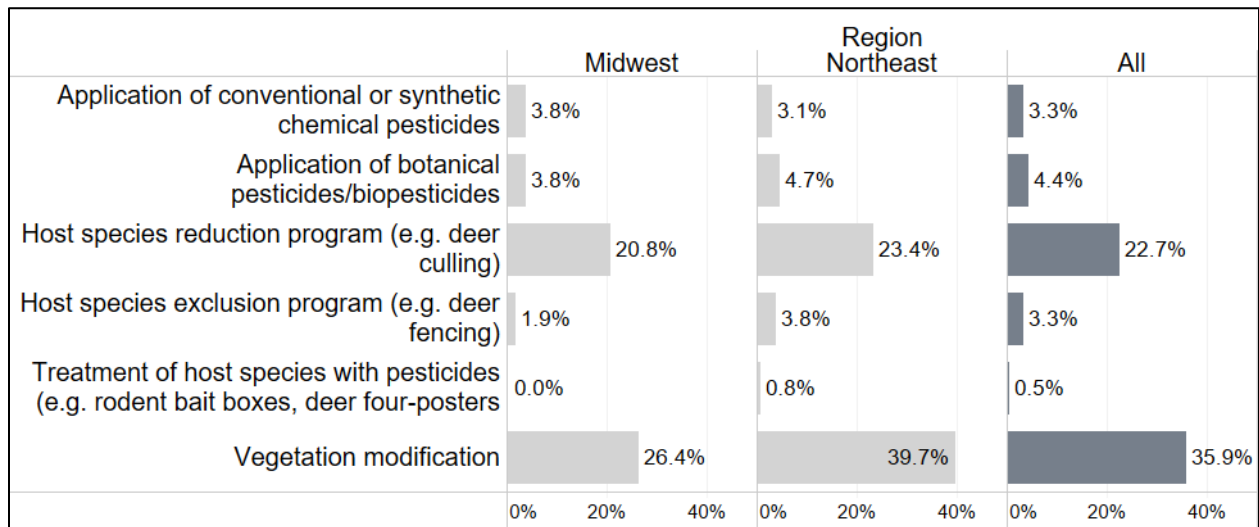 Region
Midwest Northeast All
Application of conventional or synthetic
chemical pesticides
3.8% 3.1% 3.3%
Application of botanical
pesticides/biopesticides
3.8% 4.7% 4.4%
Host species reduction program (e.g. deer
culling)
20.8% 23.4% 22.7%
Host species exclusion program (e.g. deer
fencing)
1.9% 3.8% 3.3%
Treatment of host species with pesticides
(e.g. rodent bait boxes, deer four-posters
0.0% 0.8% 0.5%
Vegetation modification 26.4% 39.7% 35.9%
0% 20% 40% 0% 20% 40% 0% 20% 40%